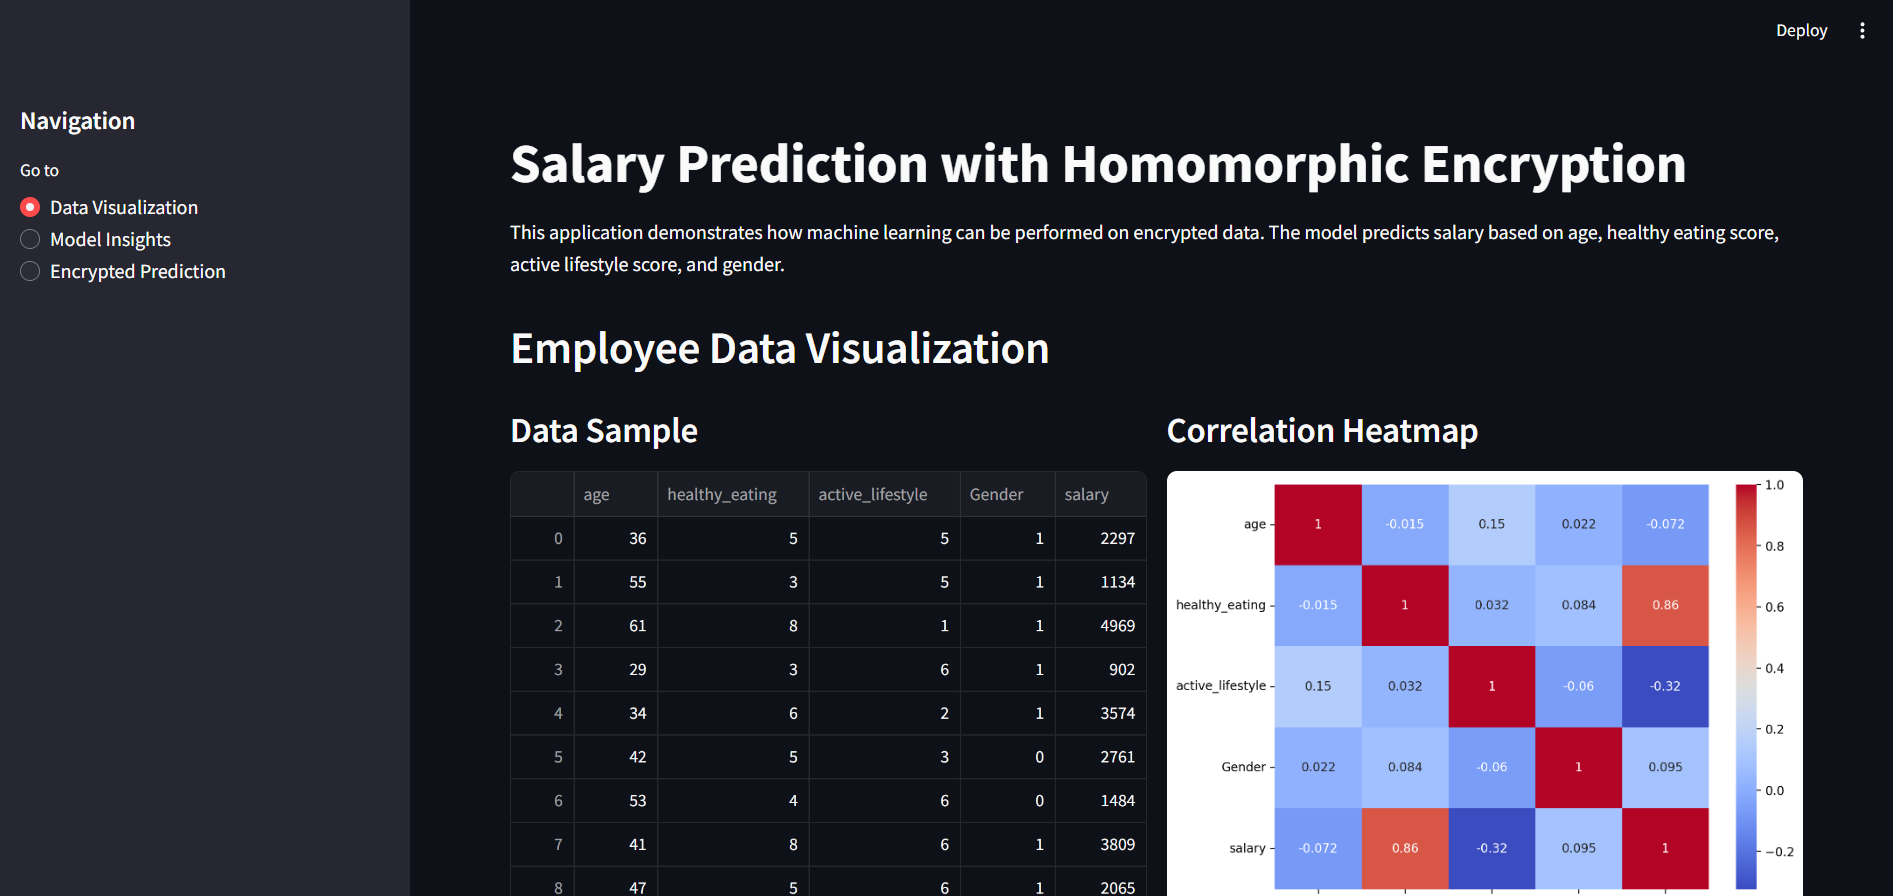 Deploy
Navigation
Go to
Data Visualization
Model Insights
Encrypted Prediction
Salary Prediction with Homomorphic Encryption
This application demonstrates how machine learning can be performed on encrypted data. The model predicts salary based on age, healthy eating score,
active lifestyle score, and gender.
Employee Data Visualization
Data Sample
age healthy_eating active_lifestyle Gender salary
0 36 5 5 1 2297
1 55 3 5 1 1134
2 61 8 1 1 4969
3 29 3 6 1 902
4 34 6 2 1 3574
5 42 5 3 0 2761
6 53 4 6 0 1484
7 41 8 6 1 3809
8 47 5 6 1 2065
Correlation Heatmap
age 1 -0.015 0.15 0.022 -0.072
healthy_eating -0.015 1 0.032 0.084 0.86
active_lifestyle 0.15 0.032 1 -0.06 -0.32
Gender 0.022 0.084 -0.06 1 0.095
salary -0.072 0.86 -0.32 0.095 1
1.0
0.8
0.6
0.4
0.2
0.0
−0.2